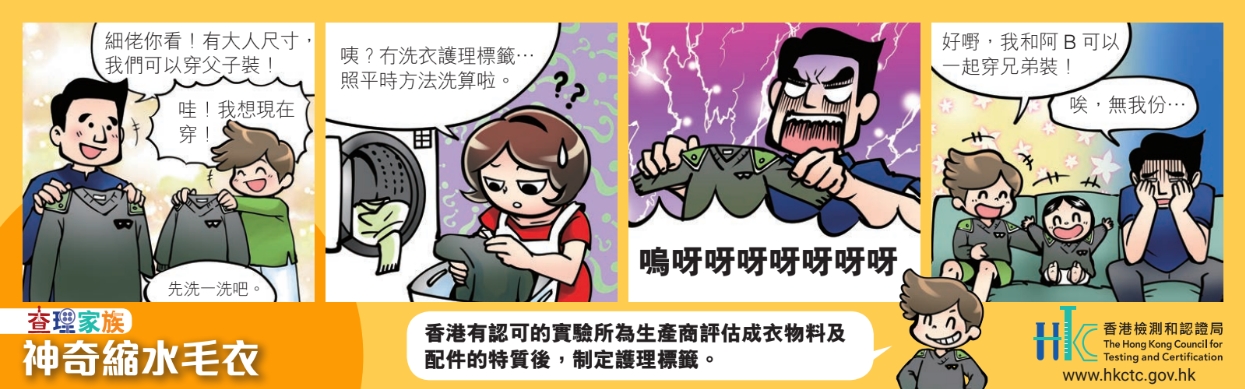 細佬你看！有大人尺寸，
我們可以穿父子裝！
哇！我想現在
穿！
先洗一洗吧。
咦？冇洗衣護理標籤…
照平時方法洗算啦。
??
嗚呀呀呀呀呀呀呀
好嘢，我和阿 B 可以
一起穿兄弟裝！
唉，無我份…
查理家族
神奇縮水毛衣
香港有認可的實驗所為生產商評估成衣物料及
配件的特質後，制定護理標籤。
HTC
香港檢測和認證局
The Hong Kong Council for
Testing and Certification
www.hkctc.gov.hk